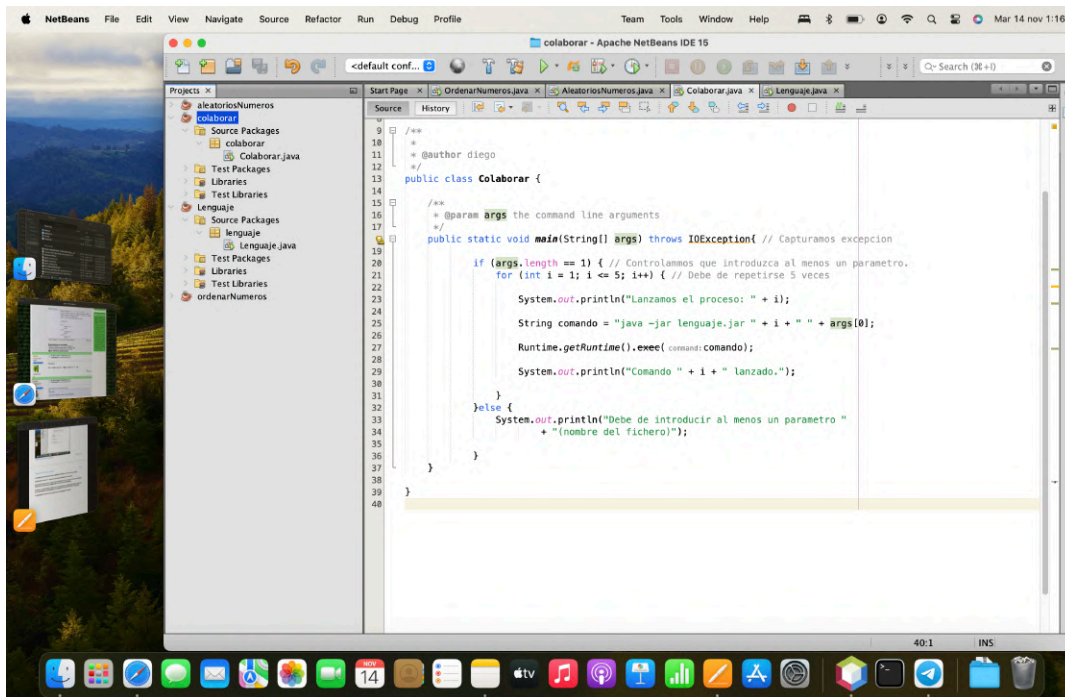 NetBeans File Edit View Navigate Source Refactor Run Debug Profile Team Tools Window Help Mar 14 nov 1:16
colaborar - Apache NetBeans IDE 15
<default conf... Search (⌘+I)
Projects × Start Page × OrdenarNumeros.java × AleatoriosNumeros.java × Colaborar.java × Lenguaje.java ×
Source History
aleatoriosNumeros
colaborar
Source Packages
colaborar
Colaborar.java
Test Packages
Libraries
Test Libraries
Lenguaje
Source Packages
lenguaje
Lenguaje.java
Test Packages
Libraries
Test Libraries
ordenarNumeros
9 /**
10 *
11 * @author diego
12 */
13 public class Colaborar {
14
15 /**
16 * @param args the command line arguments
17 */
public static void main(String[] args) throws IOException{ // Capturamos excepcion
19
20 if (args.length == 1) { // Controlammos que introduzca al menos un parametro.
21 for (int i = 1; i <= 5; i++) { // Debe de repetirse 5 veces
22
23 System.out.println("Lanzamos el proceso: " + i);
24
25 String comando = "java -jar lenguaje.jar " + i + " " + args[0];
26
27 Runtime.getRuntime().exec( command: comando);
28
29 System.out.println("Comando " + i + " lanzado.");
30
31 }
32 }else {
33 System.out.println("Debe de introducir al menos un parametro "
34 + "(nombre del fichero)");
35
36 }
37 }
38
39 }
40
40:1 INS
NOV
14
tv